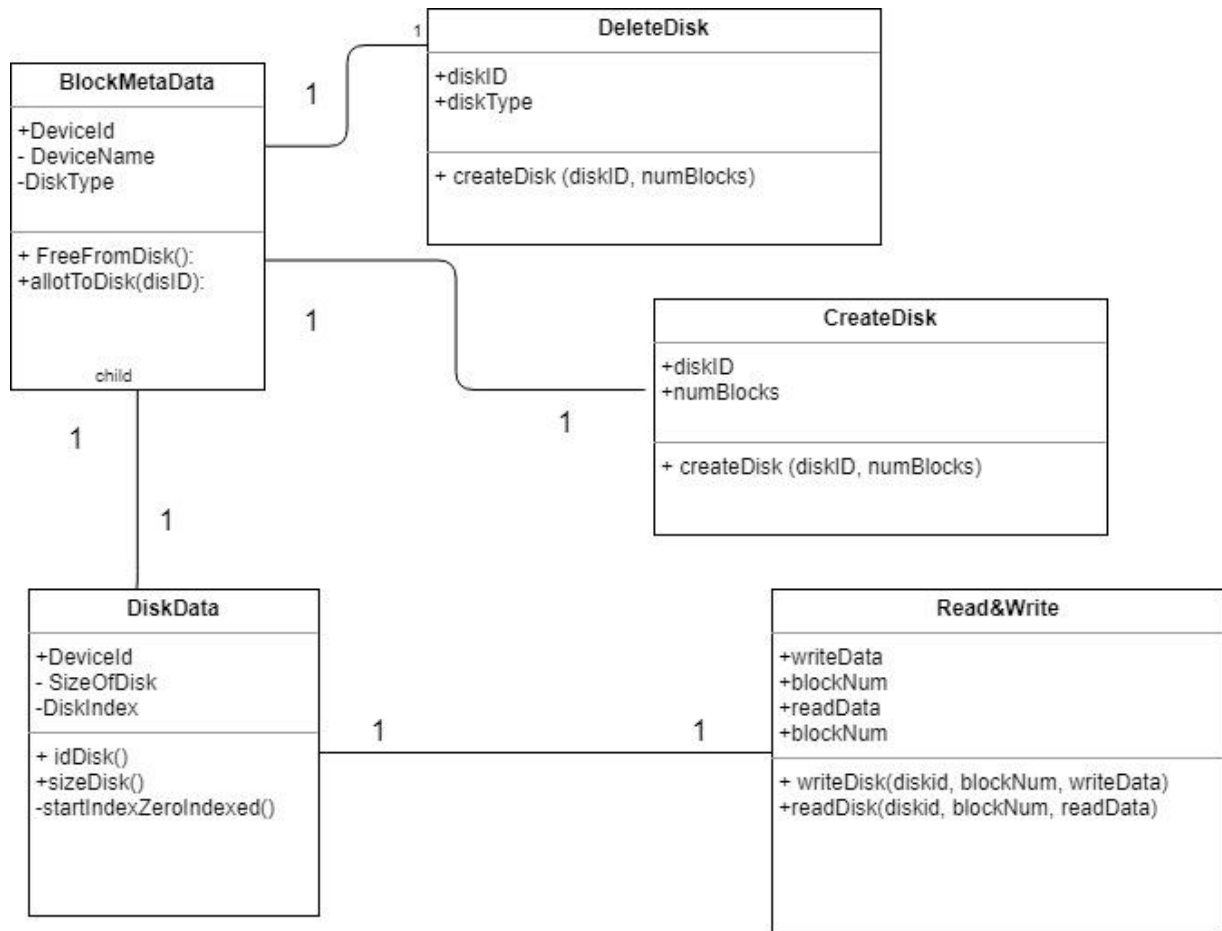 DeleteDisk
+diskID
+diskType
+ createDisk (diskID, numBlocks)
1
1
BlockMetaData
+DeviceId
- DeviceName
-DiskType
+ FreeFromDisk():
+allotToDisk(disID):
child
1
1
CreateDisk
+diskID
+numBlocks
+ createDisk (diskID, numBlocks)
1
1
DiskData
+DeviceId
- SizeOfDisk
-DiskIndex
+ idDisk()
+sizeDisk()
-startIndexZeroIndexed()
1
1
Read&Write
+writeData
+blockNum
+readData
+blockNum
+ writeDisk(diskid, blockNum, writeData)
+readDisk(diskid, blockNum, readData)